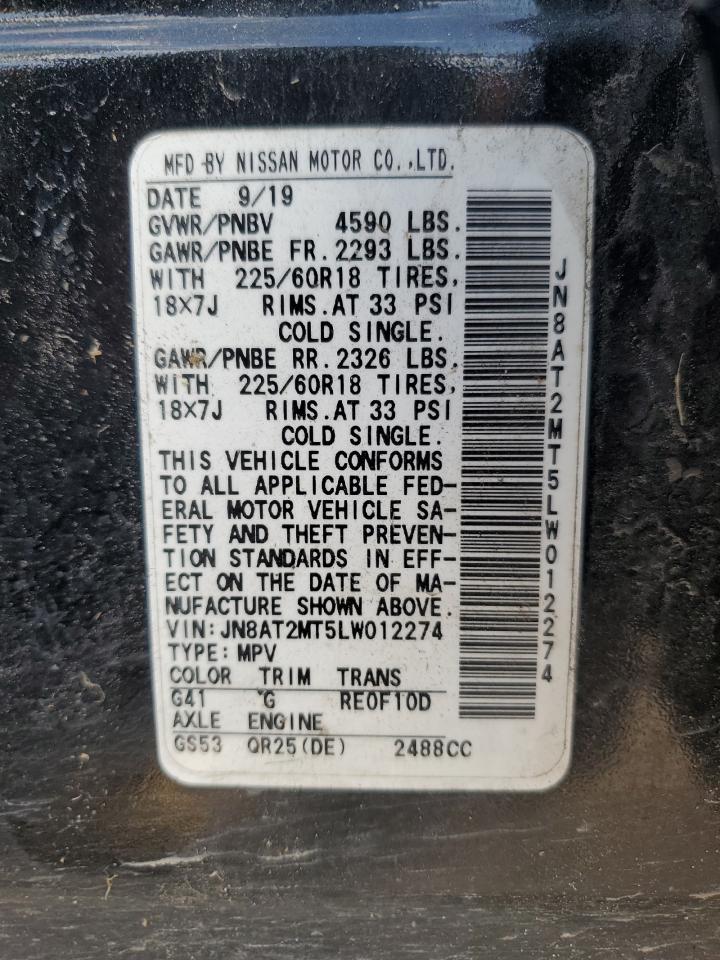 MFD BY NISSAN MOTOR CO.,LTD.
DATE 9/19
GVWR/PNBV 4590 LBS.
GAWR/PNBE FR. 2293 LBS.
WITH 225/60R18 TIRES,
18×7J RIMS.AT 33 PSI
COLD SINGLE.
GAWR/PNBE RR. 2326 LBS.
WITH 225/60R18 TIRES,
18×7J RIMS.AT 33 PSI
COLD SINGLE.
THIS VEHICLE CONFORMS
TO ALL APPLICABLE FED-
ERAL MOTOR VEHICLE SA-
FETY AND THEFT PREVEN-
TION STANDARDS IN EFF-
ECT ON THE DATE OF MA-
NUFACTURE SHOWN ABOVE.
VIN:JN8AT2MT5LW012274
TYPE:MPV
COLOR TRIM TRANS
G41 G RE0F10D
AXLE ENGINE
GS53 QR25(DE) 2488CC
JN8AT2MT5LW012274